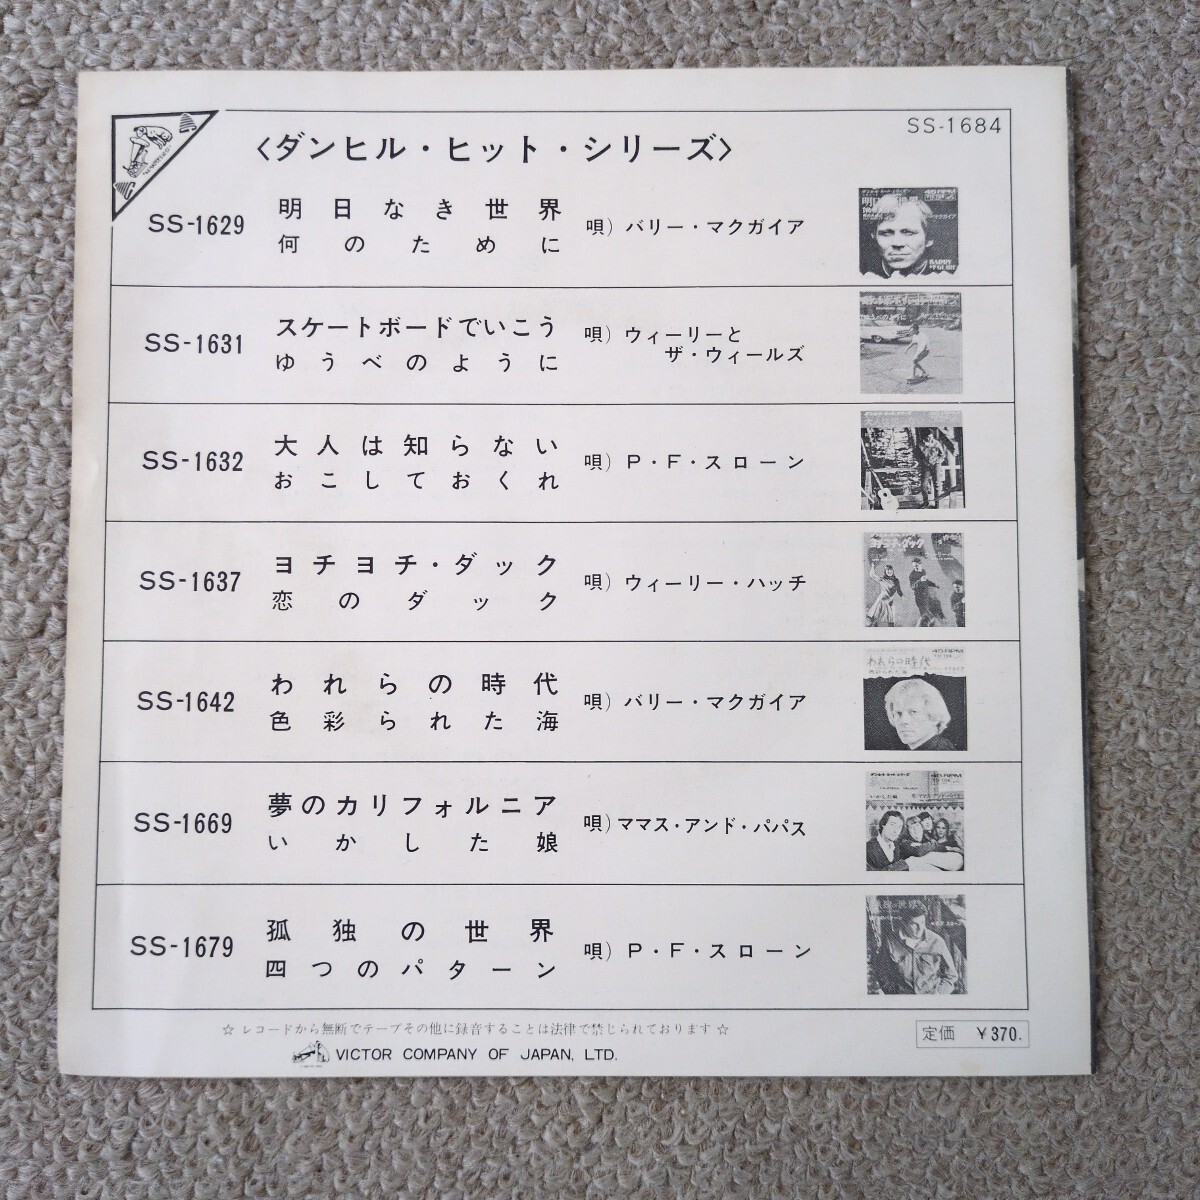 SS-1684
〈ダンヒル・ヒット・シリーズ〉
SS-1629
明日なき世界
何のために
唄）バリー・マクガイア
SS-1631
スケートボードでいこう
ゆうべのように
唄）ウィーリーと
ザ・ウィールズ
SS-1632
大人は知らない
おこしておくれ
唄）P・F・スローン
SS-1637
ヨチヨチ・ダック
恋のダック
唄）ウィーリー・ハッチ
SS-1642
われらの時代
色彩られた海
唄）バリー・マクガイア
われらの時代
SS-1669
夢のカリフォルニア
いかした娘
唄）ママス・アンド・パパス
SS-1679
孤独の世界
四つのパターン
唄）P・F・スローン
☆ レコードから無断でテープその他に録音することは法律で禁じられております ☆
VICTOR COMPANY OF JAPAN, LTD.
定価 ￥370.